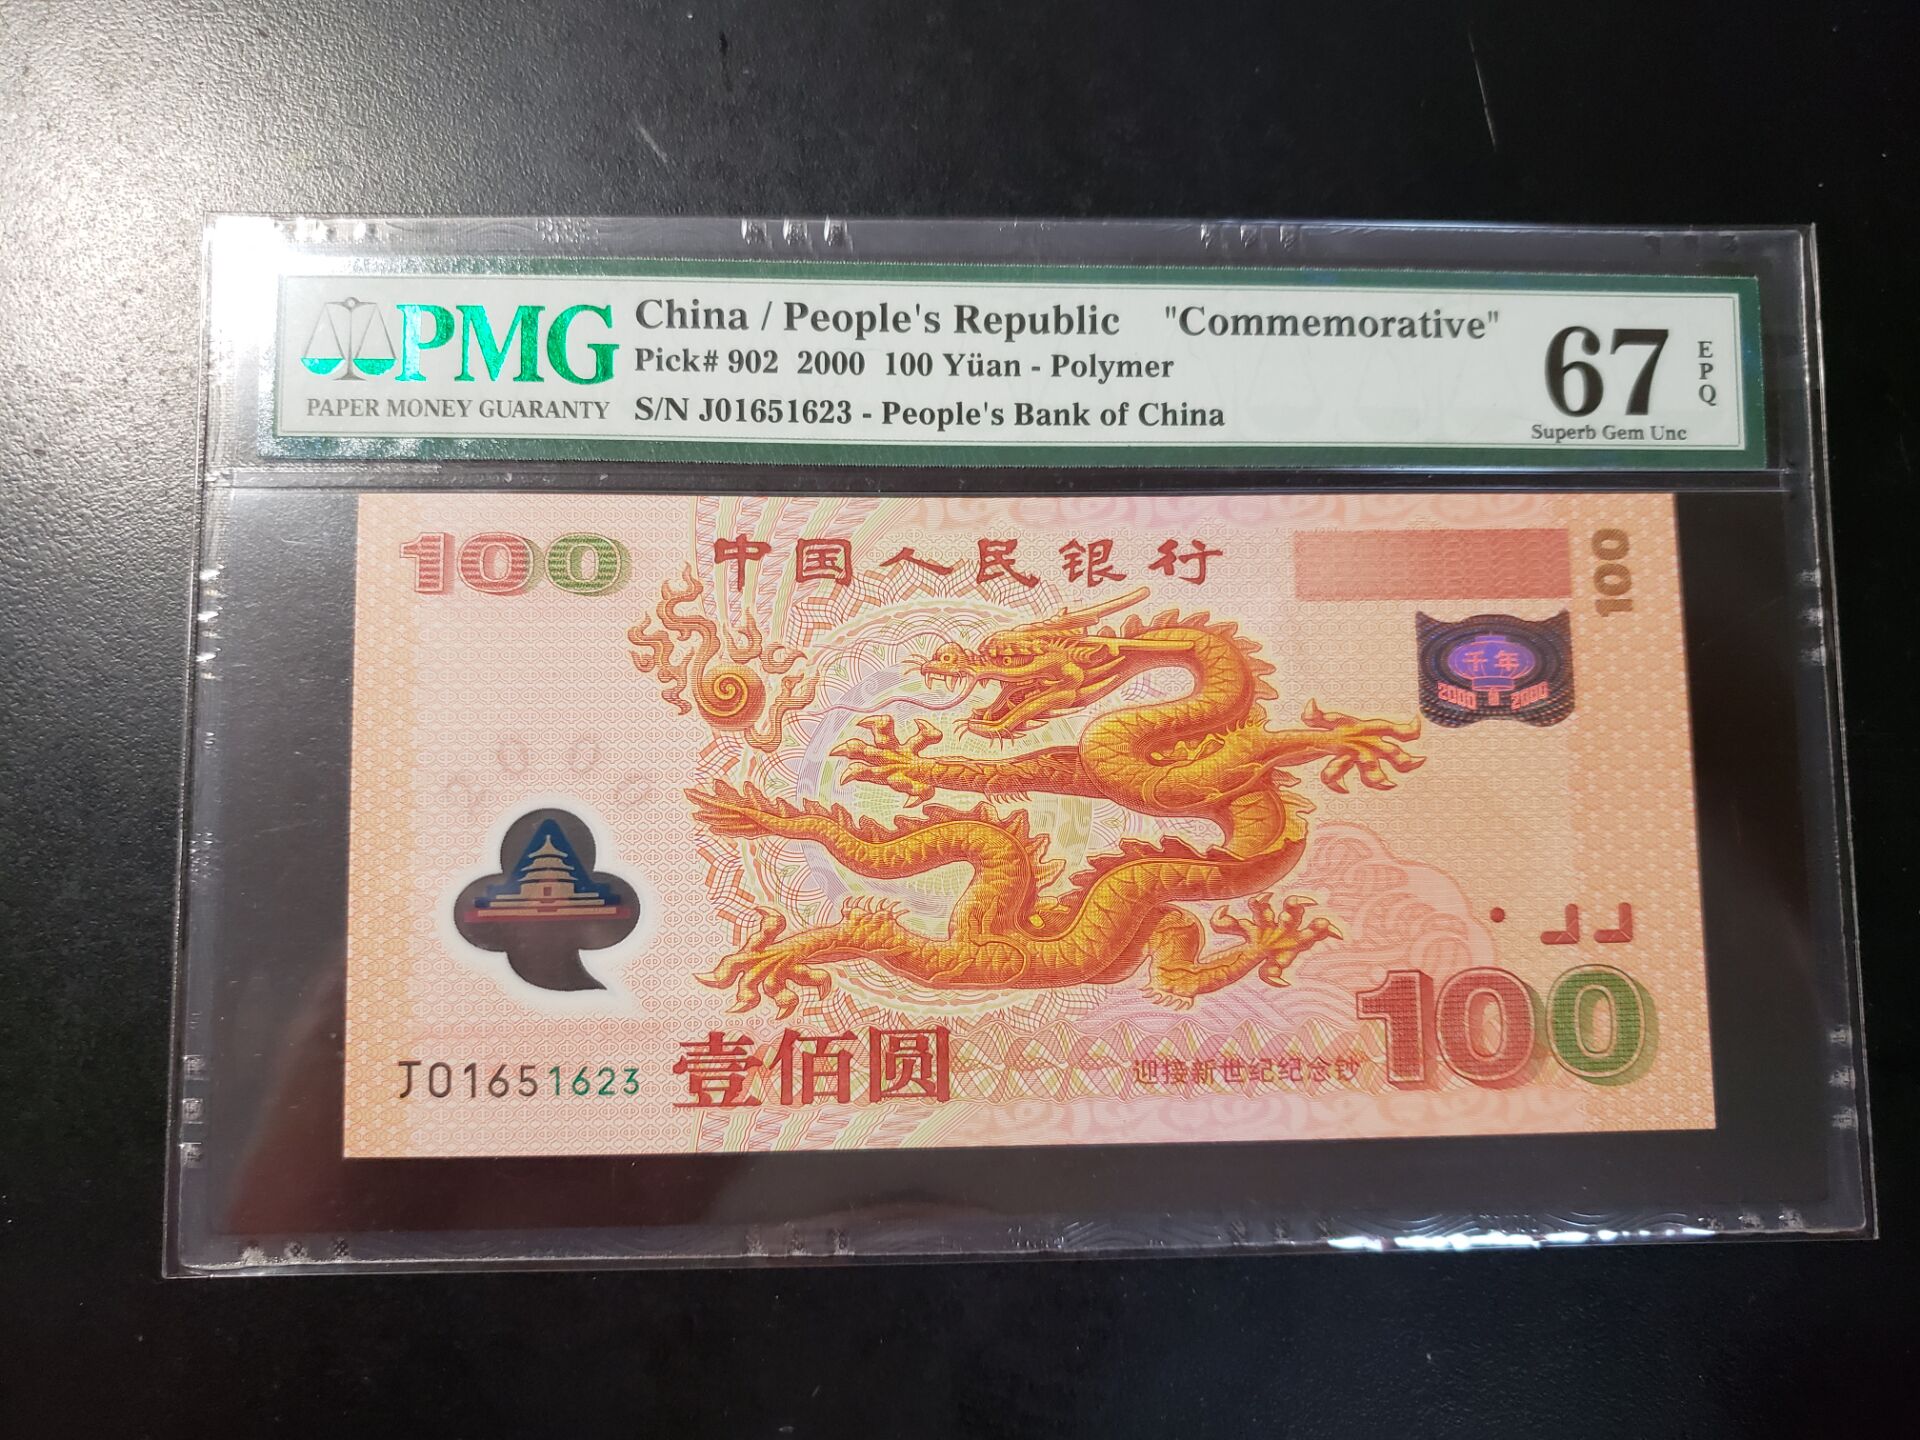 PMG
PAPER MONEY GUARANTY
China / People's Republic "Commemorative"
Pick# 902 2000 100 Yüan - Polymer
S/N J01651623 - People's Bank of China
67
EPQ
Superb Gem Unc
100
中国人民银行
100
千年
2000 2000
2000
J01651623
壹佰圆
迎接新世纪纪念钞
100